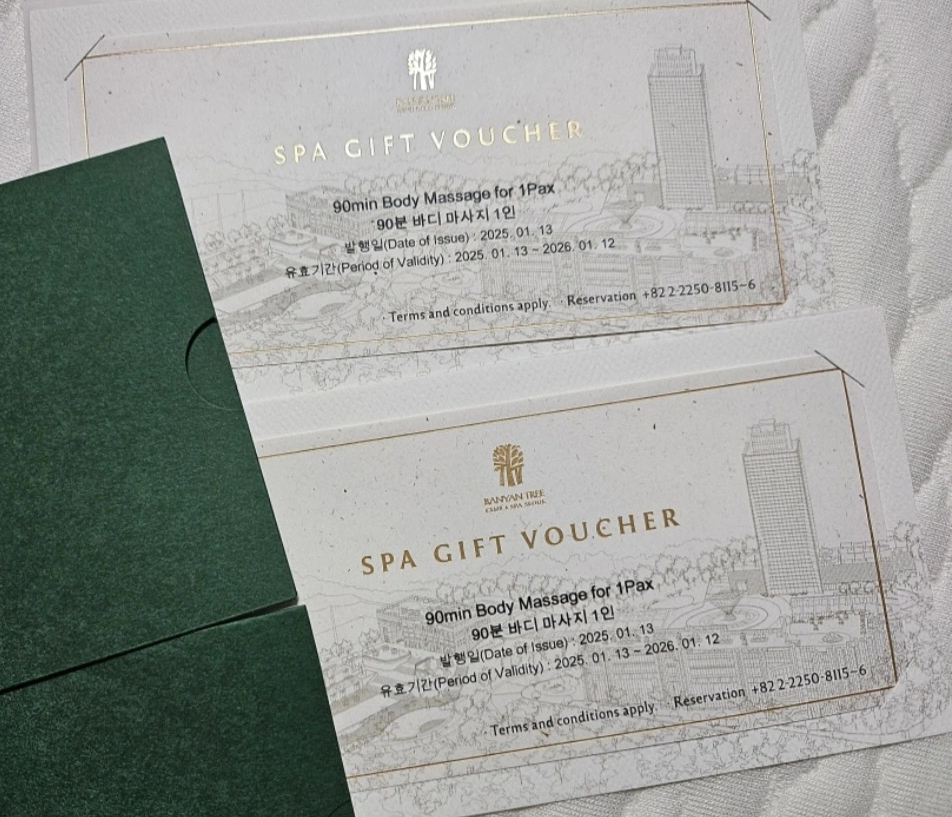 SPA GIFT VOUCHER
90min Body Massage for 1Pax
90분 바디 마사지 1인
발행일(Date of Issue) : 2025. 01. 13
유효기간(Period of Validity) : 2025. 01. 13 ~ 2026. 01. 12
· Terms and conditions apply. · Reservation +82 2-2250-8115~6
BANYAN TREE
CLUB & SPA SEOUL
SPA GIFT VOUCHER
90min Body Massage for 1Pax
90분 바디 마사지 1인
발행일(Date of Issue) : 2025. 01. 13
유효기간(Period of Validity) : 2025. 01. 13 ~ 2026. 01. 12
· Terms and conditions apply. · Reservation +82 2-2250-8115~6